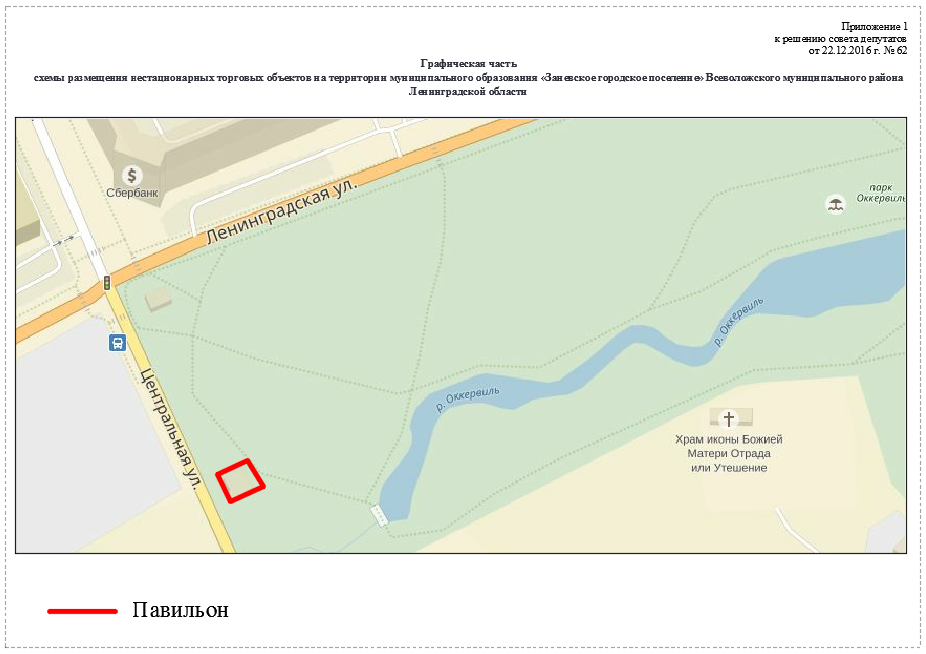 Приложение 1
к решению совета депутатов
от 22.12.2016 г. № 62
Графическая часть
схемы размещения нестационарных торговых объектов на территории муниципального образования «Заневское городское поселение» Всеволожского муниципального района
Ленинградской области
$
Сбербанк
Ленинградская ул.
парк
Оккервиль
р. Оккервиль
Центральная ул.
р. Оккервиль
Храм иконы Божией
Матери Отрада
или Утешение
Павильон